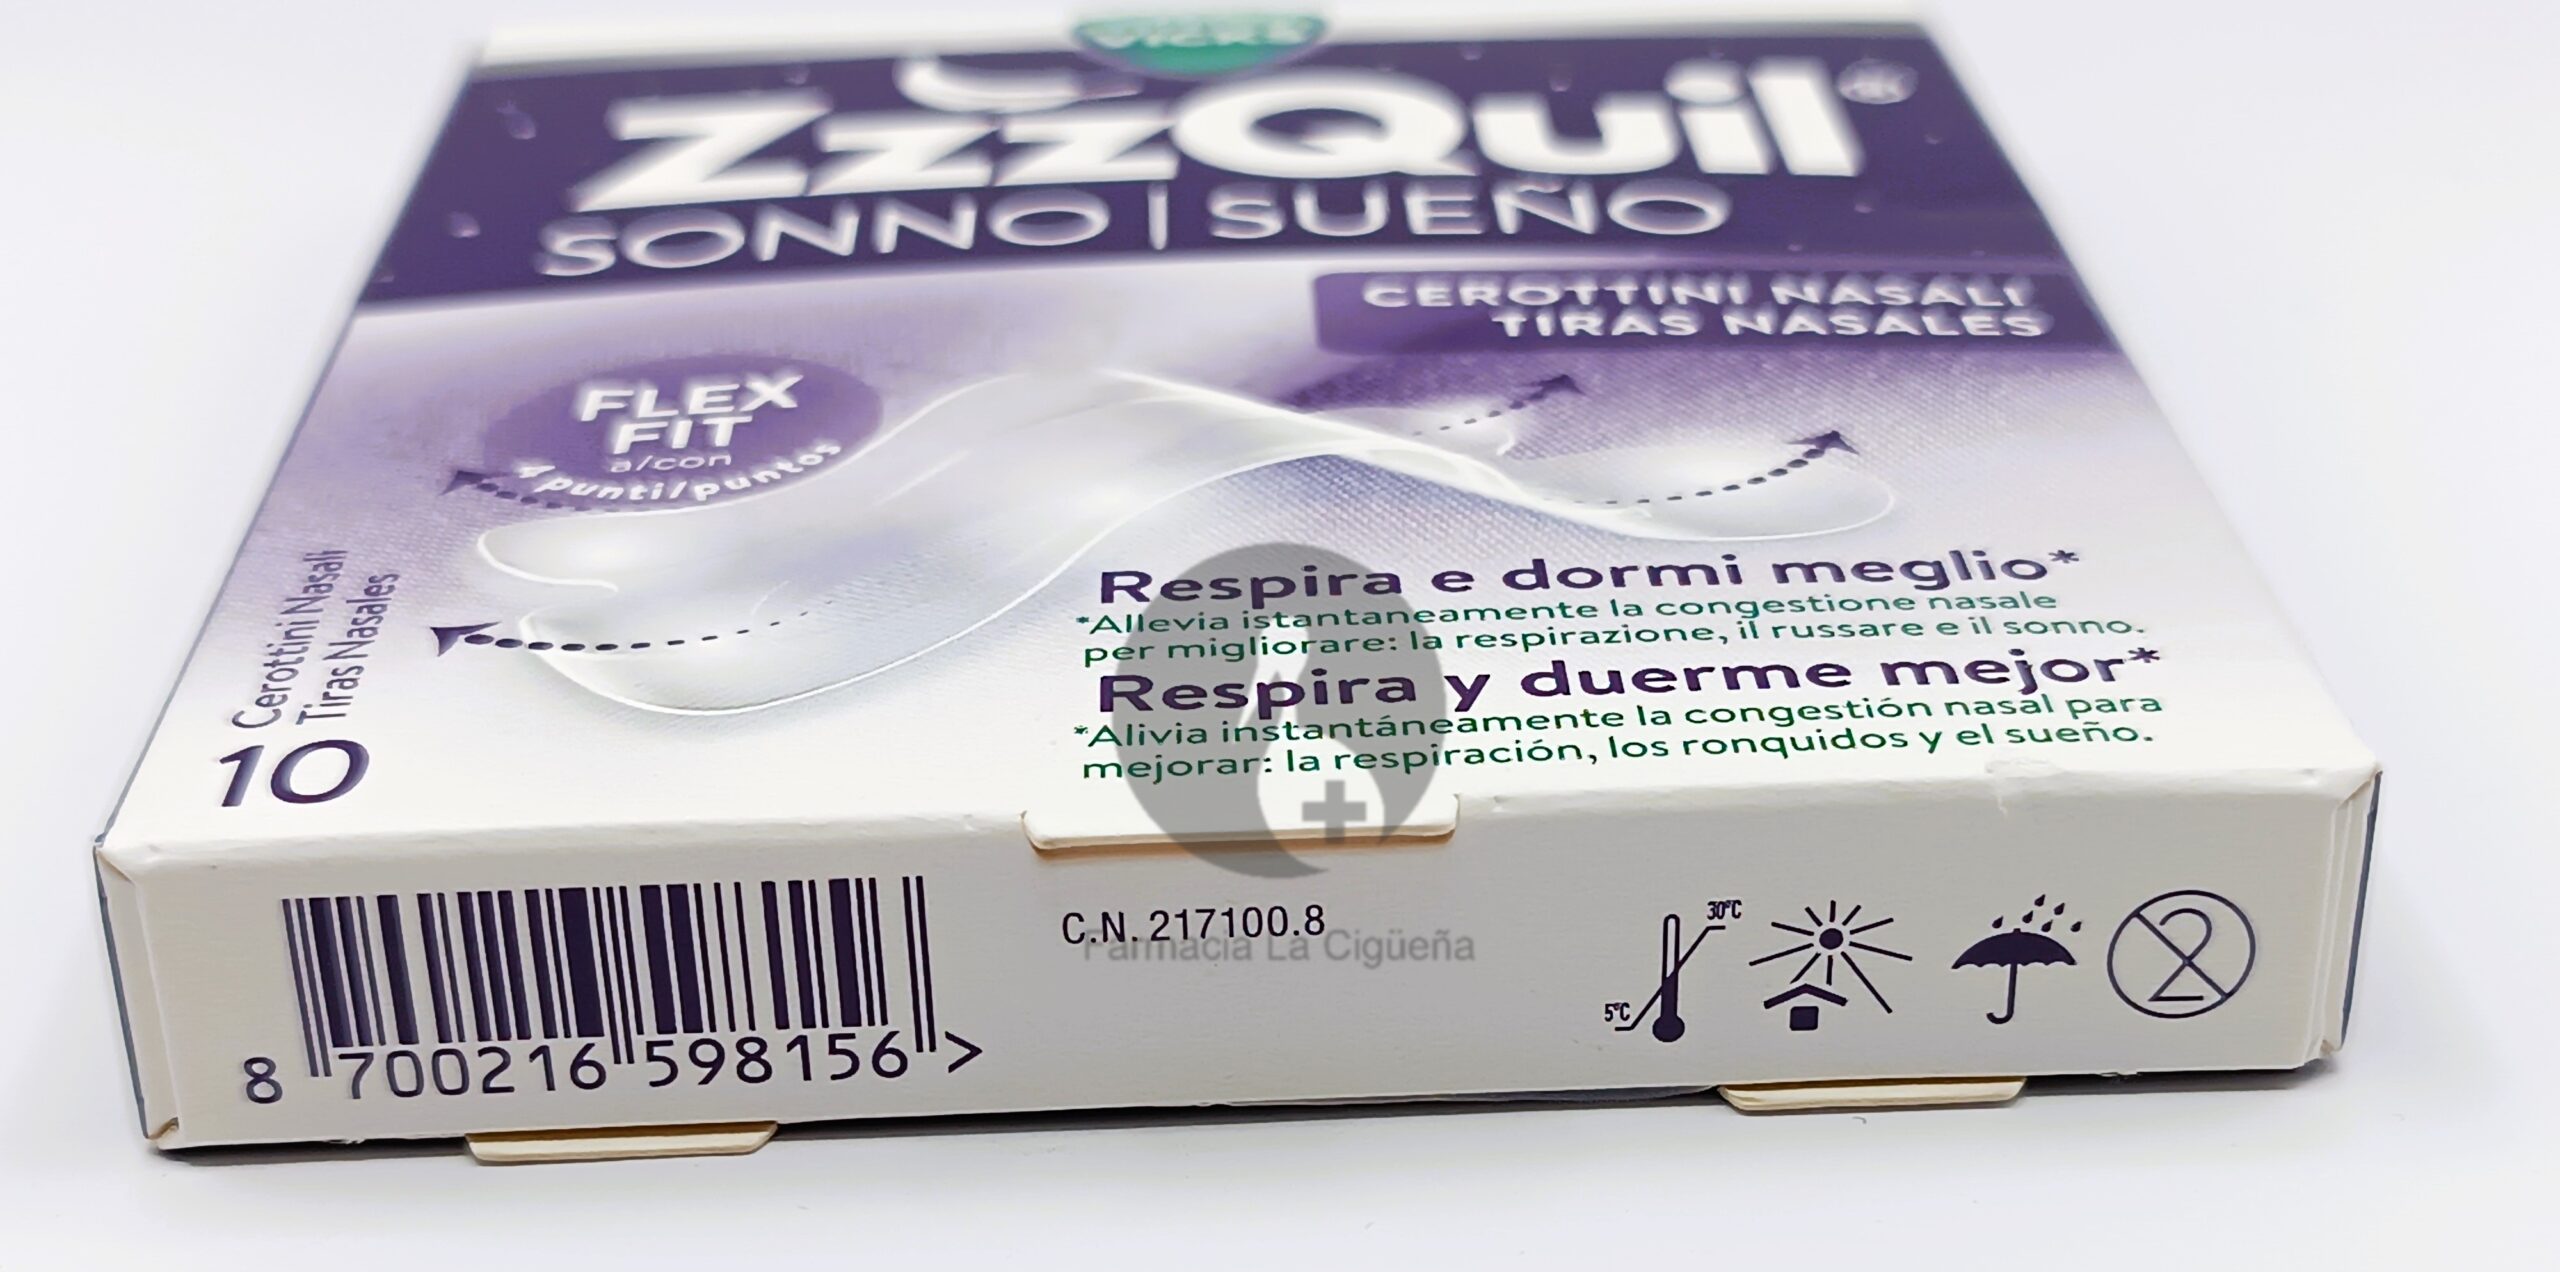 VICKS
ZzzQuil®
SONNO | SUEÑO
CEROTTINI NASALI
TIRAS NASALES
FLEX
FIT
a/con
4 punti/puntos
Cerottini Nasali
Tiras Nasales
10
Respira e dormi meglio*
*Allevia istantaneamente la congestione nasale
per migliorare: la respirazione, il russare e il sonno.
Respira y duerme mejor*
*Alivia instantáneamente la congestión nasal para
mejorar: la respiración, los ronquidos y el sueño.
8 700216 598156 >
C.N. 217100.8
Farmacia La Cigüeña
30°C
5°C
2